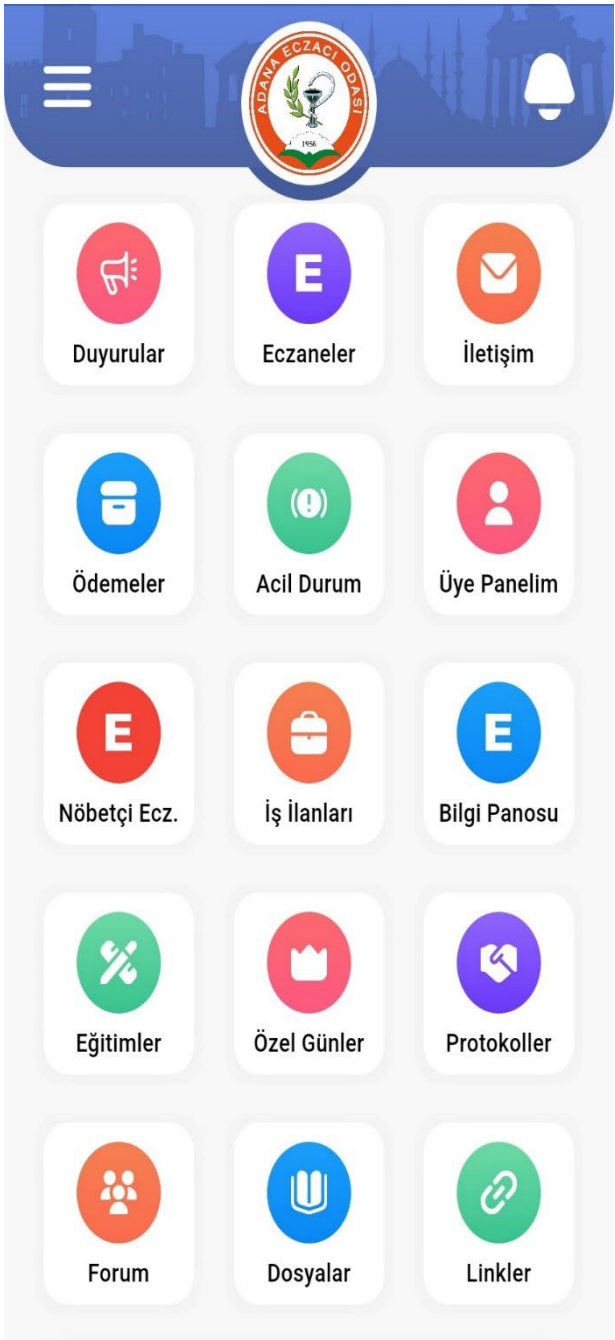 ADANA ECZACI ODASI
1956
Duyurular
E
Eczaneler
İletişim
Ödemeler
Acil Durum
Üye Panelim
E
Nöbetçi Ecz.
İş İlanları
E
Bilgi Panosu
Eğitimler
Özel Günler
Protokoller
Forum
Dosyalar
Linkler